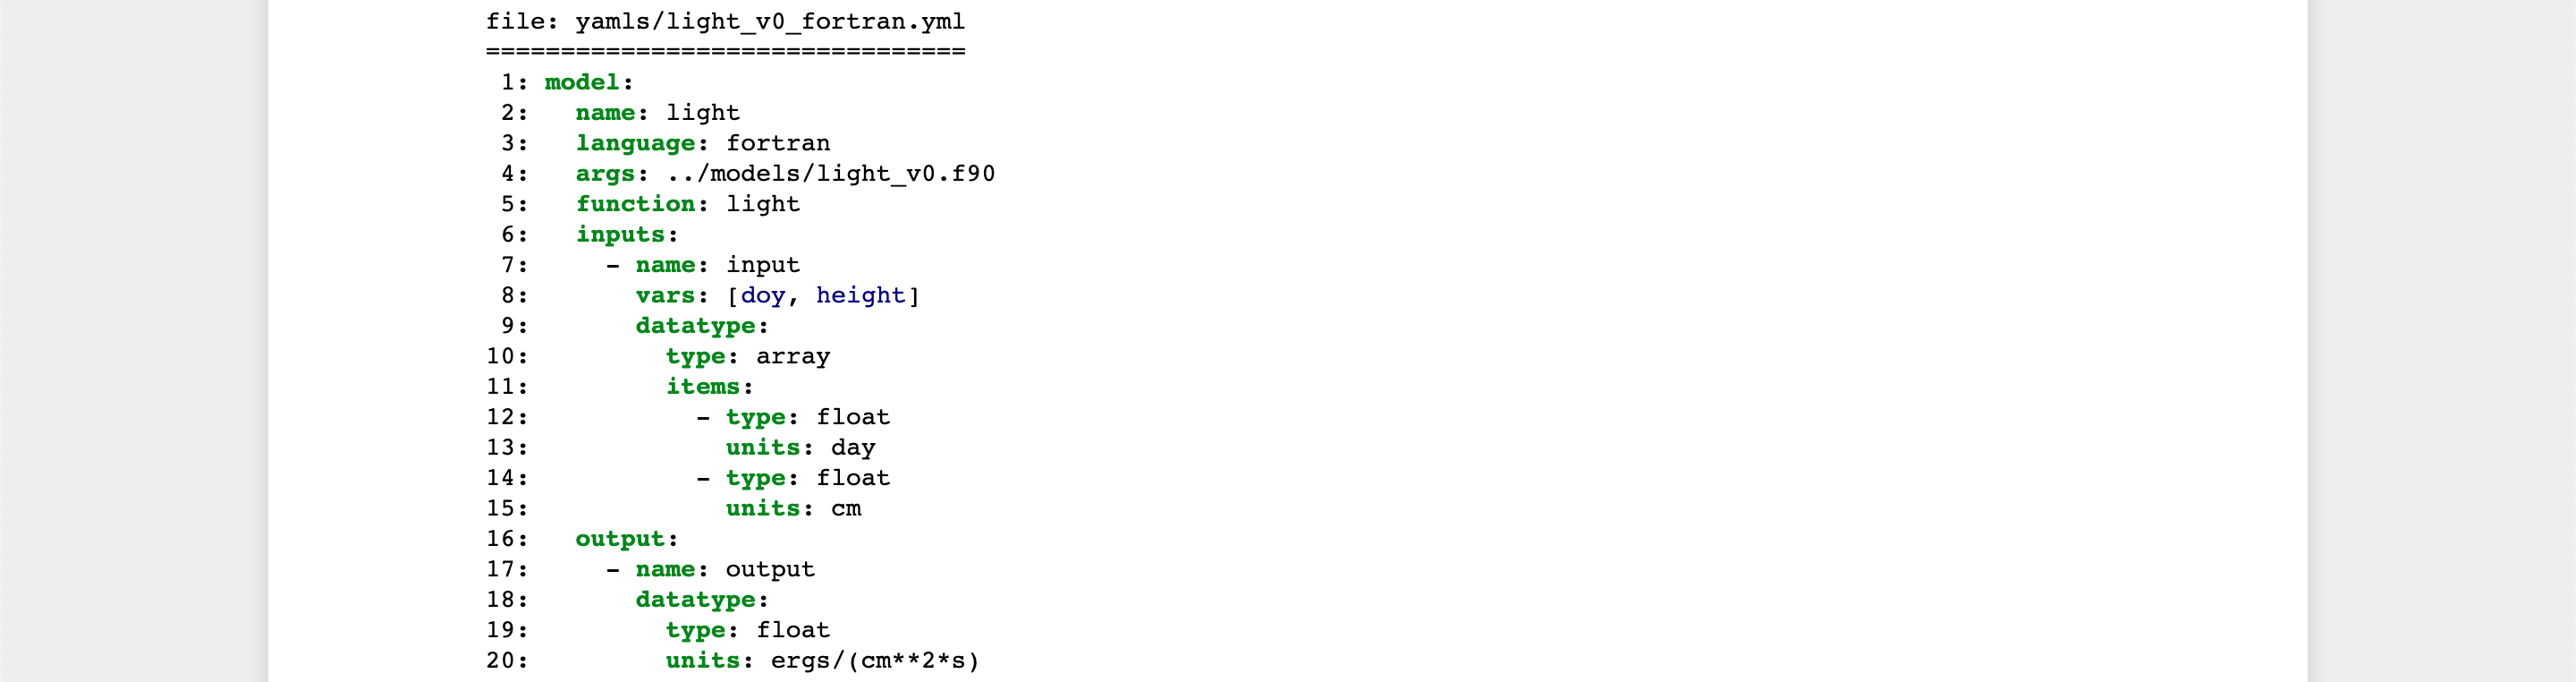 file: yamls/light_v0_fortran.yml
================================
 1: model:
 2:   name: light
 3:   language: fortran
 4:   args: ../models/light_v0.f90
 5:   function: light
 6:   inputs:
 7:     - name: input
 8:       vars: [doy, height]
 9:       datatype:
10:         type: array
11:         items:
12:           - type: float
13:             units: day
14:           - type: float
15:             units: cm
16:   output:
17:     - name: output
18:       datatype:
19:         type: float
20:         units: ergs/(cm**2*s)